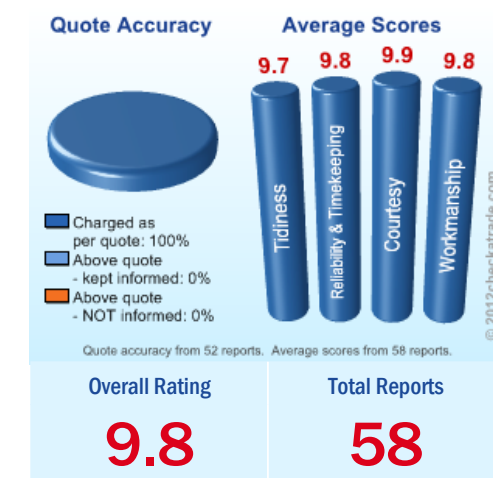 Quote Accuracy
Average Scores
9.7
9.8
9.9
9.8
Tidiness
Reliability & Timekeeping
Courtesy
Workmanship
Charged as
per quote: 100%
Above quote
- kept informed: 0%
Above quote
- NOT informed: 0%
© 2012checkatrade.com
Quote accuracy from 52 reports. Average scores from 58 reports.
Overall Rating
Total Reports
9.8
58